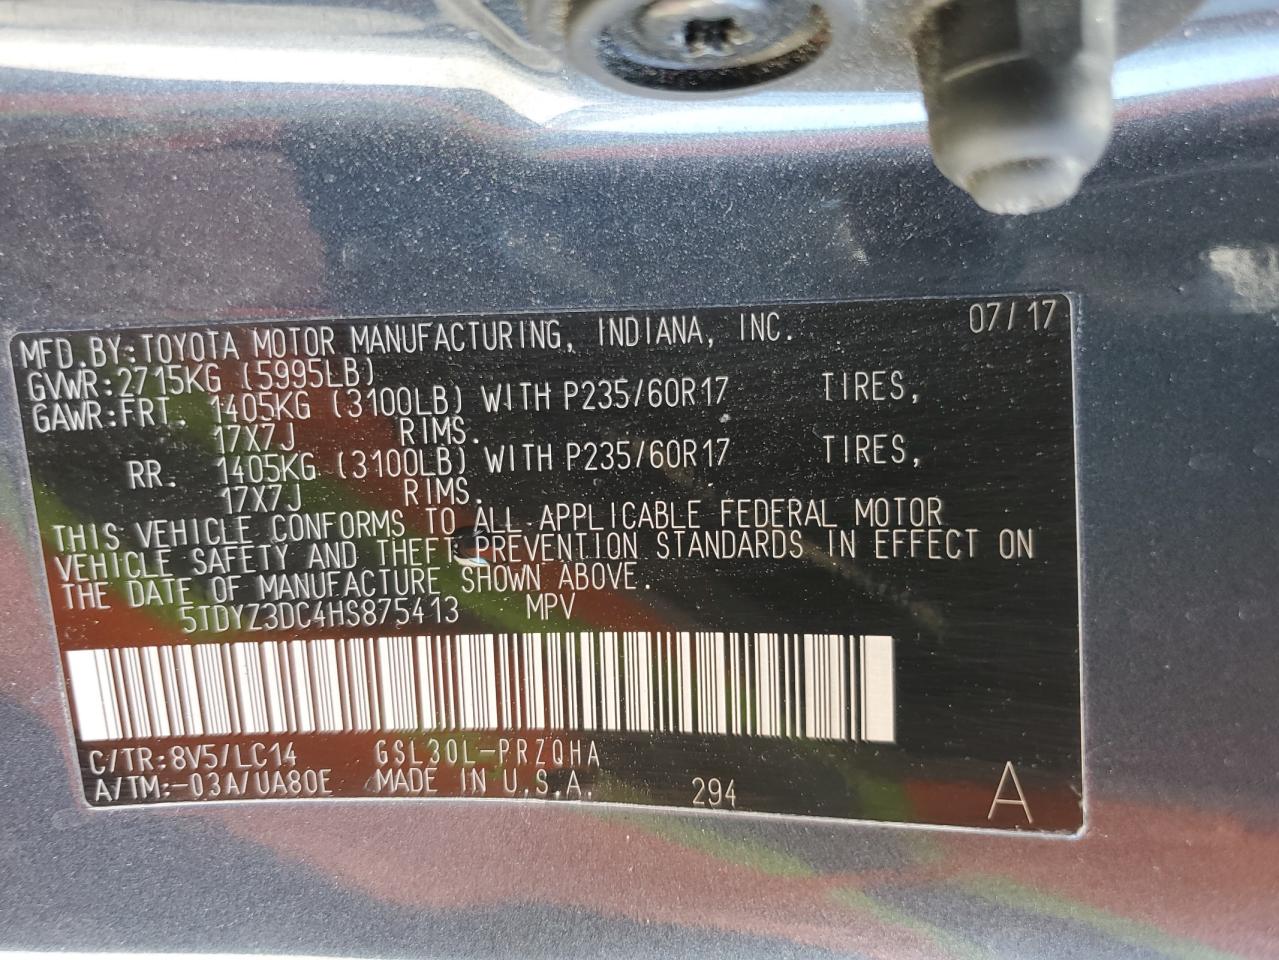 07/17
MFD.BY:TOYOTA MOTOR MANUFACTURING, INDIANA, INC.
GVWR:2715KG (5995LB)
GAWR:FRT. 1405KG (3100LB) WITH P235/60R17 TIRES,
17X7J RIMS.
RR. 1405KG (3100LB) WITH P235/60R17 TIRES,
17X7J RIMS.
THIS VEHICLE CONFORMS TO ALL APPLICABLE FEDERAL MOTOR
VEHICLE SAFETY AND THEFT PREVENTION STANDARDS IN EFFECT ON
THE DATE OF MANUFACTURE SHOWN ABOVE.
5TDYZ3DC4HS875413 MPV
C/TR:8V5/LC14 GSL30L-PRZQHA
A/TM:-03A/UA80E MADE IN U.S.A. 294 A